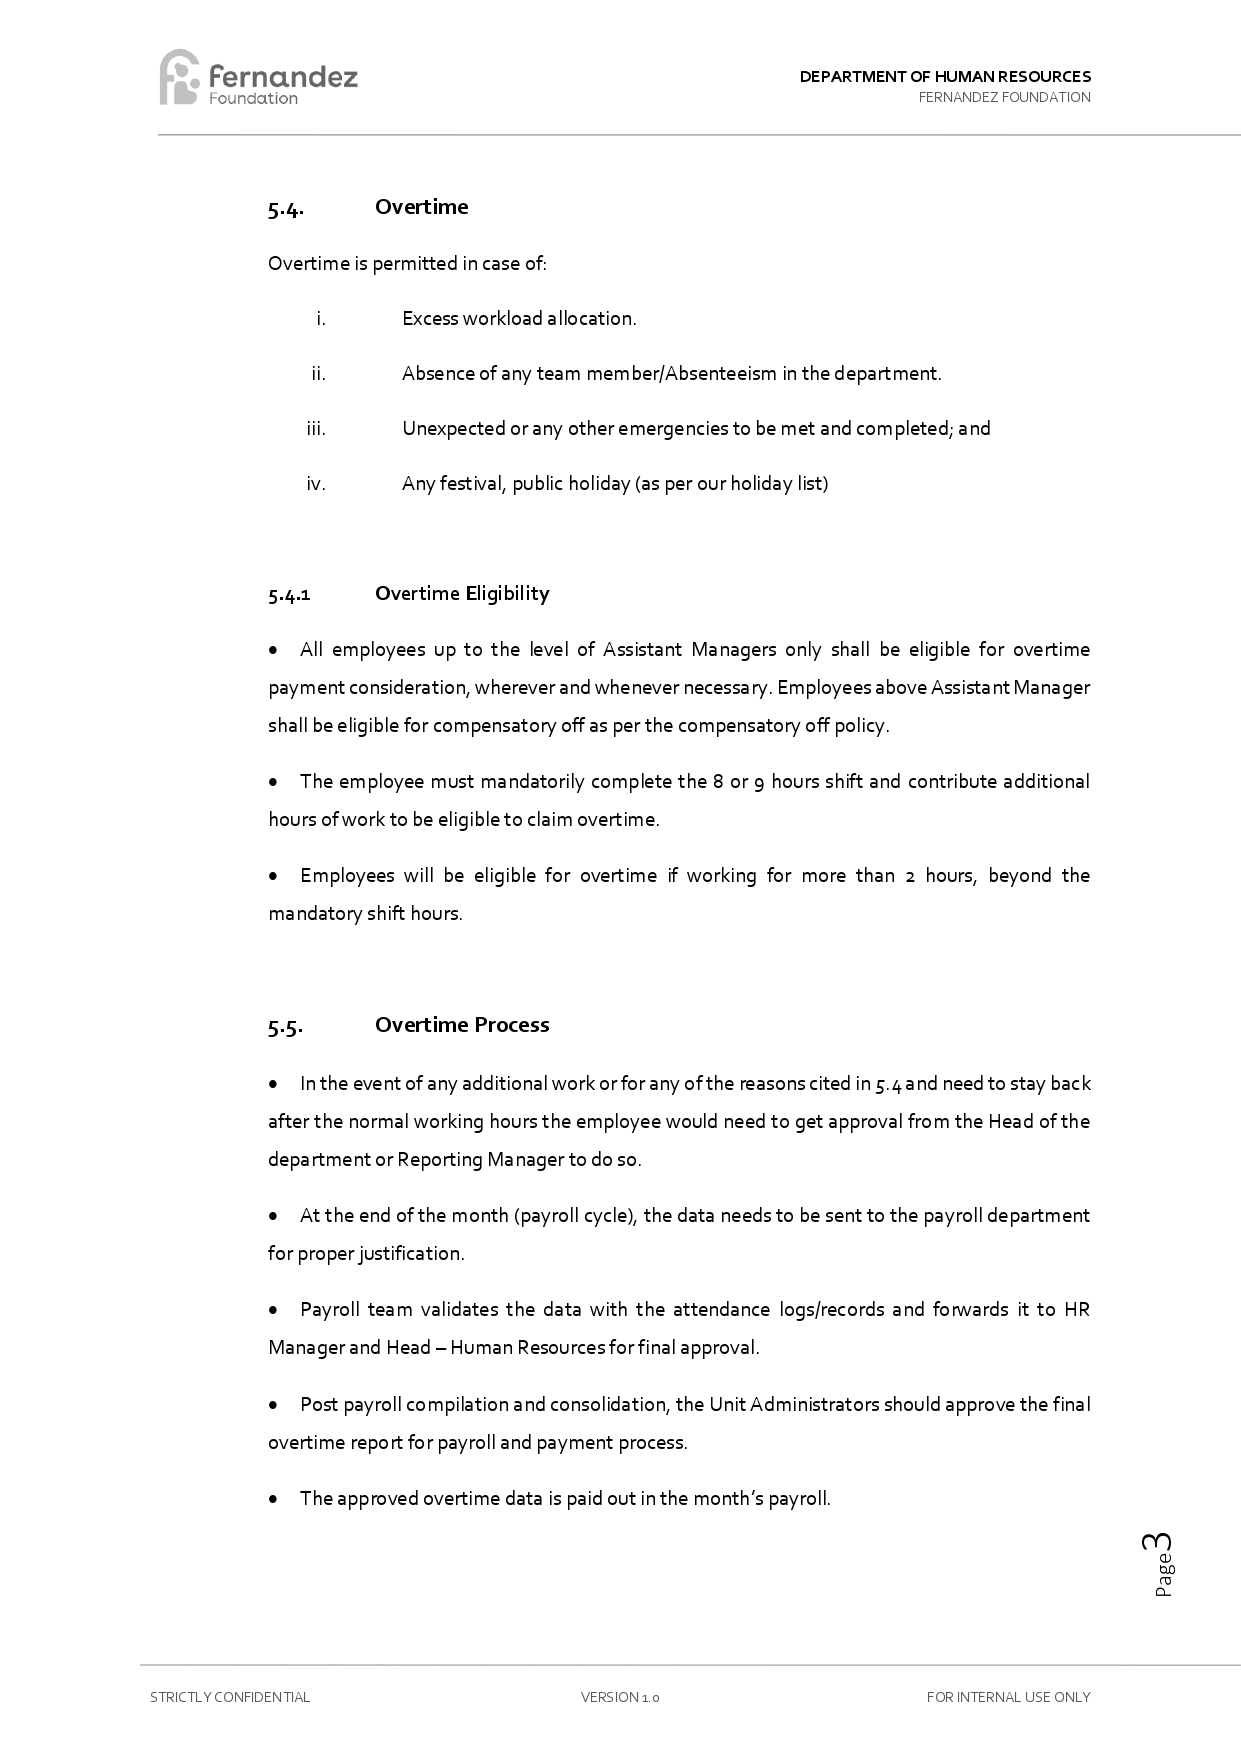 fernandez
Foundation
DEPARTMENT OF HUMAN RESOURCES
FERNANDEZ FOUNDATION
5.4. Overtime
Overtime is permitted in case of:
i. Excess workload allocation.
ii. Absence of any team member/Absenteeism in the department.
iii. Unexpected or any other emergencies to be met and completed; and
iv. Any festival, public holiday (as per our holiday list)
5.4.1 Overtime Eligibility
• All employees up to the level of Assistant Managers only shall be eligible for overtime
payment consideration, wherever and whenever necessary. Employees above Assistant Manager
shall be eligible for compensatory off as per the compensatory off policy.
• The employee must mandatorily complete the 8 or 9 hours shift and contribute additional
hours of work to be eligible to claim overtime.
• Employees will be eligible for overtime if working for more than 2 hours, beyond the
mandatory shift hours.
5.5. Overtime Process
• In the event of any additional work or for any of the reasons cited in 5.4 and need to stay back
after the normal working hours the employee would need to get approval from the Head of the
department or Reporting Manager to do so.
• At the end of the month (payroll cycle), the data needs to be sent to the payroll department
for proper justification.
• Payroll team validates the data with the attendance logs/records and forwards it to HR
Manager and Head – Human Resources for final approval.
• Post payroll compilation and consolidation, the Unit Administrators should approve the final
overtime report for payroll and payment process.
• The approved overtime data is paid out in the month’s payroll.
Page3
STRICTLY CONFIDENTIAL VERSION 1.0 FOR INTERNAL USE ONLY